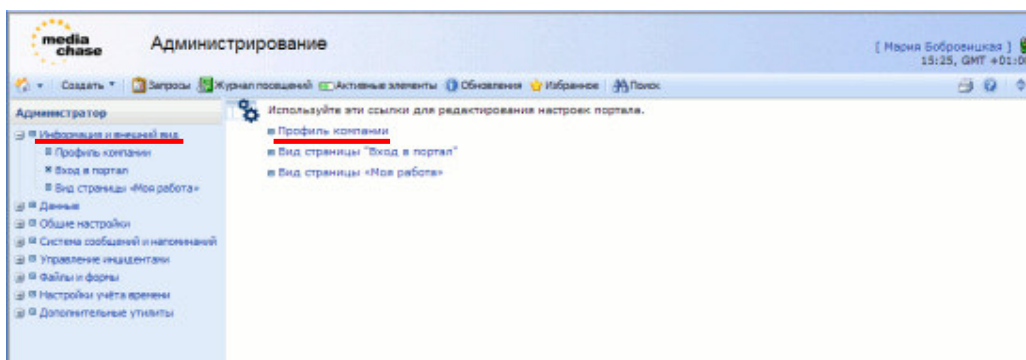 media chase
Администрирование
[ Мария Бобровицкая ]
15:25, GMT +01:00
Создать
Запросы
Журнал посещений
Активные элементы
Обновления
Избранное
Поиск
Администратор
Информация и внешний вид
Профиль компании
Вход в портал
Вид страницы «Моя работа»
Данные
Общие настройки
Система сообщений и напоминаний
Управление инцидентами
Файлы и формы
Настройки учёта времени
Дополнительные утилиты
Используйте эти ссылки для редактирования настроек портала.
Профиль компании
Вид страницы "Вход в портал"
Вид страницы «Моя работа»